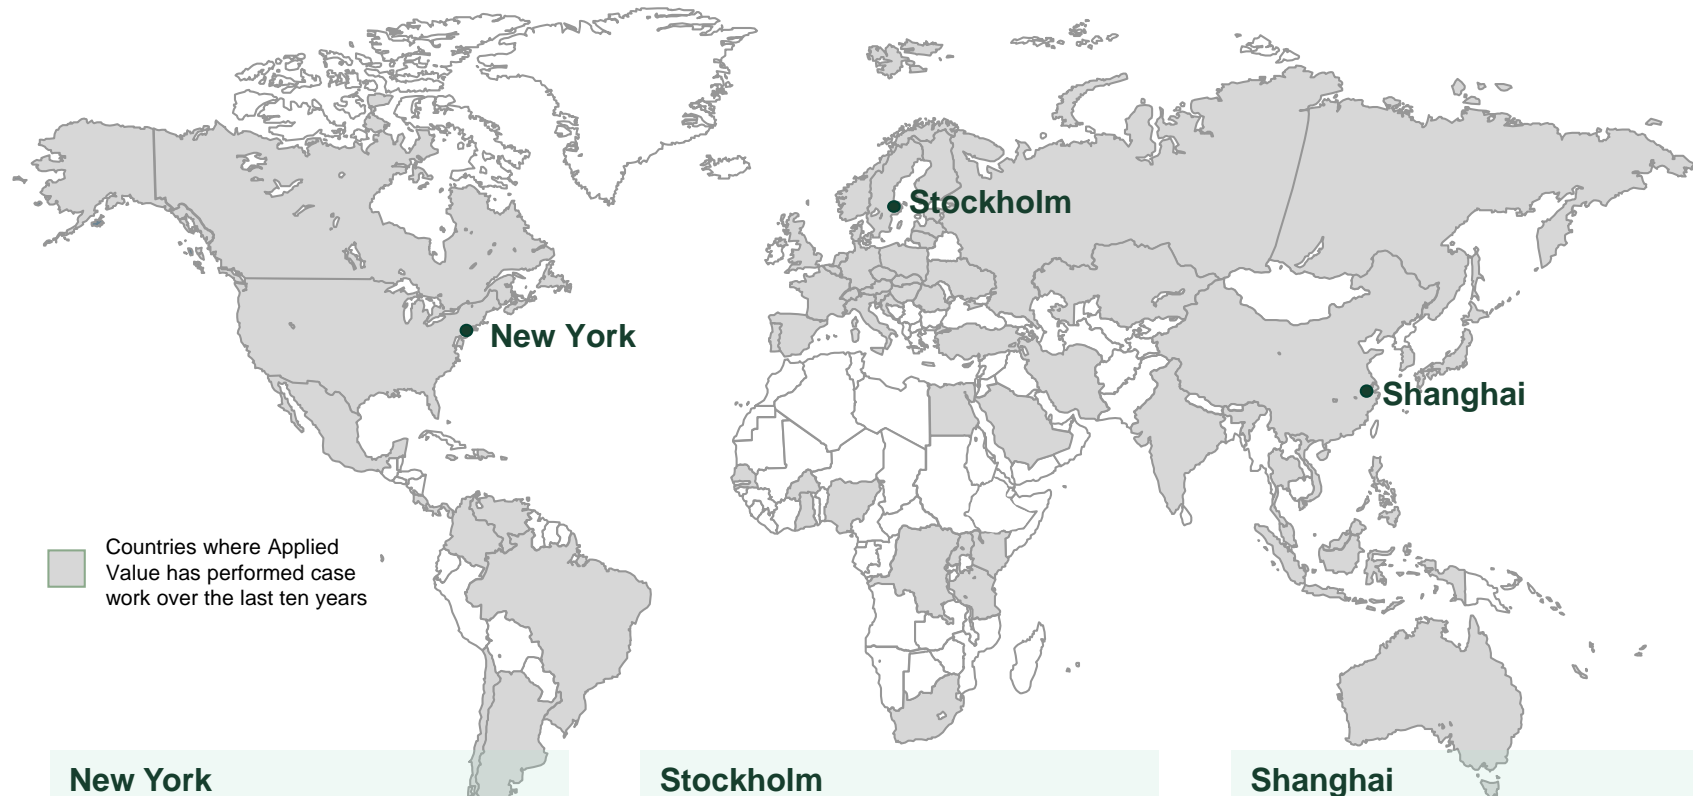 Stockholm
New York
Shanghai
Countries where Applied
Value has performed case
work over the last ten years
New York
Stockholm
Shanghai